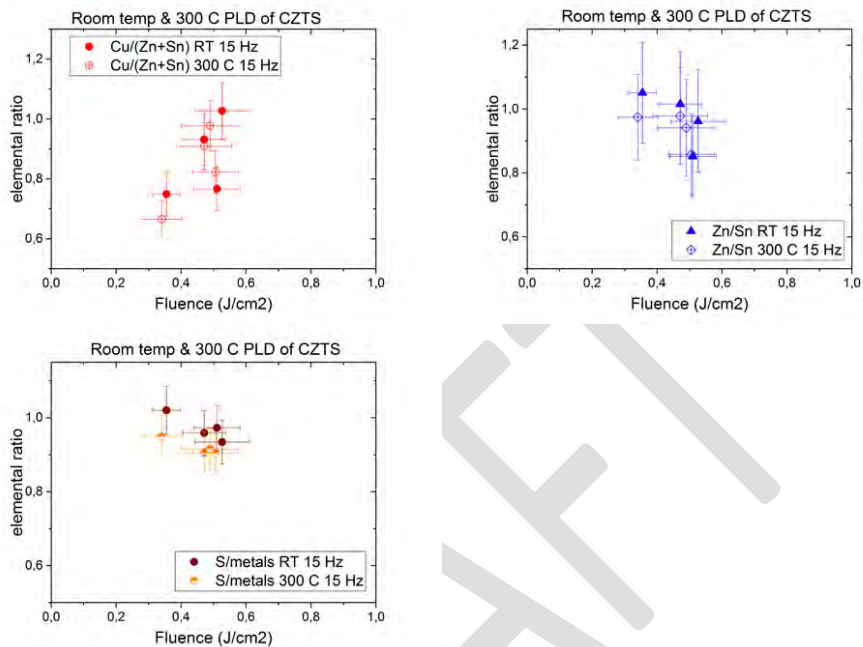 Room temp & 300 C PLD of CZTS
Cu/(Zn+Sn) RT 15 Hz
Cu/(Zn+Sn) 300 C 15 Hz
1,2
1,0
0,8
0,6
elemental ratio
0,0 0,2 0,4 0,6 0,8 1,0
Fluence (J/cm2)
Room temp & 300 C PLD of CZTS
1,2
1,0
0,8
0,6
elemental ratio
Zn/Sn RT 15 Hz
Zn/Sn 300 C 15 Hz
0,0 0,2 0,4 0,6 0,8 1,0
Fluence (J/cm2)
Room temp & 300 C PLD of CZTS
1,0
0,8
0,6
elemental ratio
S/metals RT 15 Hz
S/metals 300 C 15 Hz
0,0 0,2 0,4 0,6 0,8 1,0
Fluence (J/cm2)